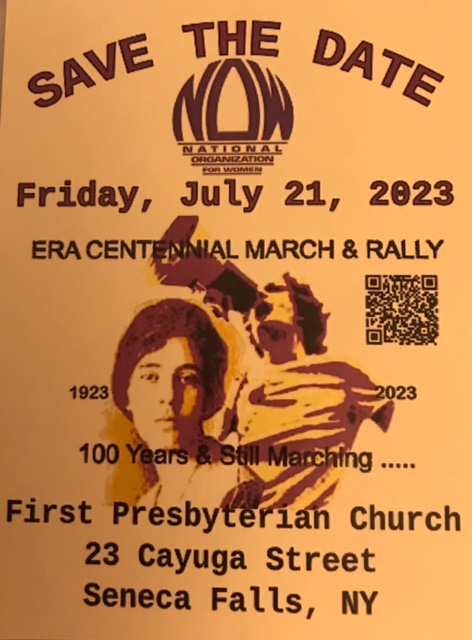 SAVE THE DATE
NOW
NATIONAL
ORGANIZATION
FOR WOMEN
Friday, July 21, 2023
ERA CENTENNIAL MARCH & RALLY
1923 2023
100 Years & Still Marching .....
First Presbyterian Church
23 Cayuga Street
Seneca Falls, NY